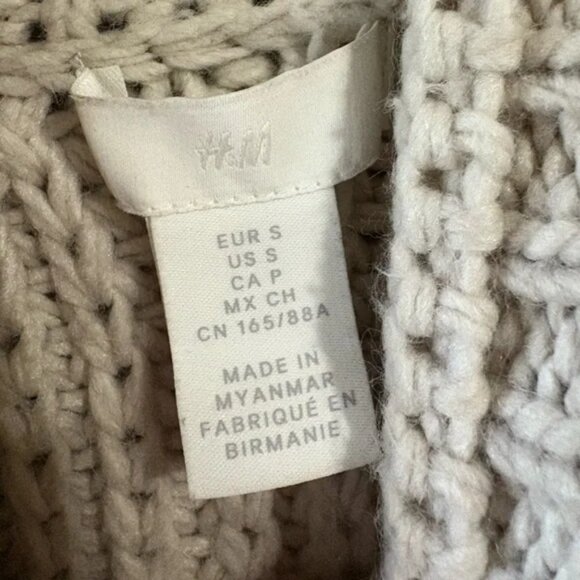 H&M
EUR S
US S
CA P
MX CH
CN 165/88A
MADE IN
MYANMAR
FABRIQUÉ EN
BIRMANIE